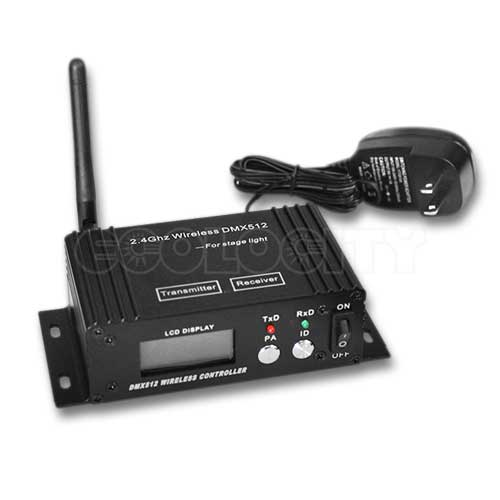 2.4Ghz Wireless DMX512
—For stage light
ECOLOCITY
Transmitter
Receiver
TxD
RxD
ON
LCD DISPLAY
PA
ID
OFF
DMX512 WIRELESS CONTROLLER